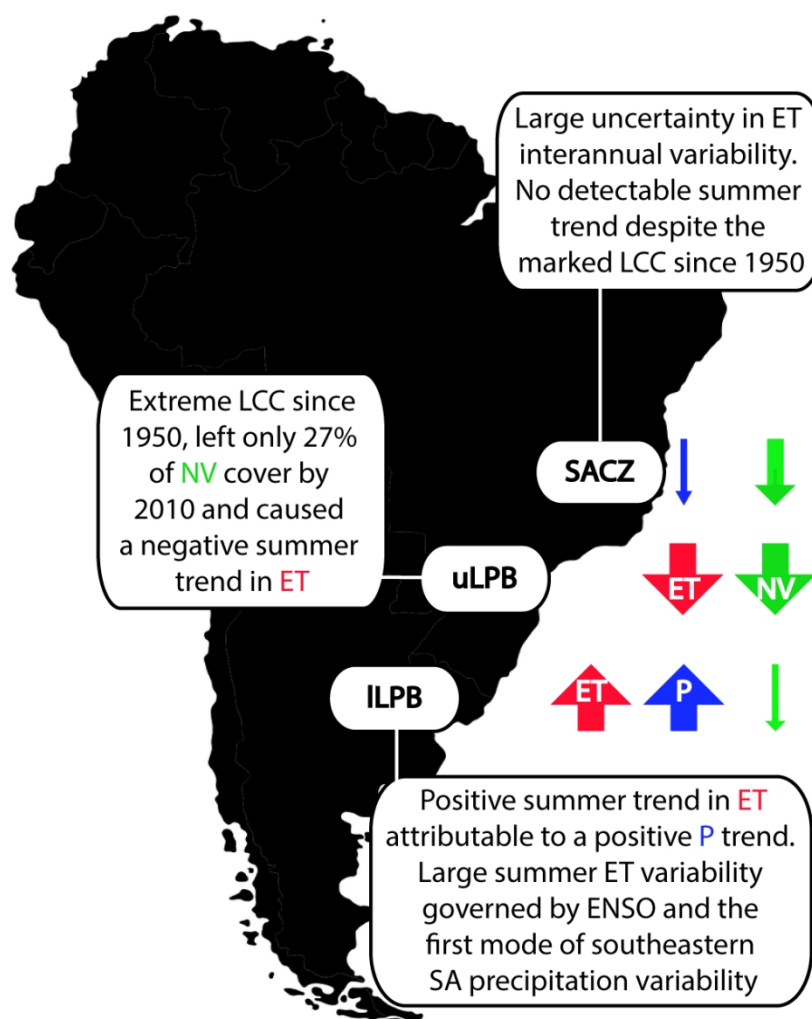 Large uncertainty in ET
interannual variability.
No detectable summer
trend despite the
marked LCC since 1950
Extreme LCC since
1950, left only 27%
of NV cover by
2010 and caused
a negative summer
trend in ET
SACZ
uLPB
ET
NV
lLPB
ET
P
Positive summer trend in ET
attributable to a positive P trend.
Large summer ET variability
governed by ENSO and the
first mode of southeastern
SA precipitation variability